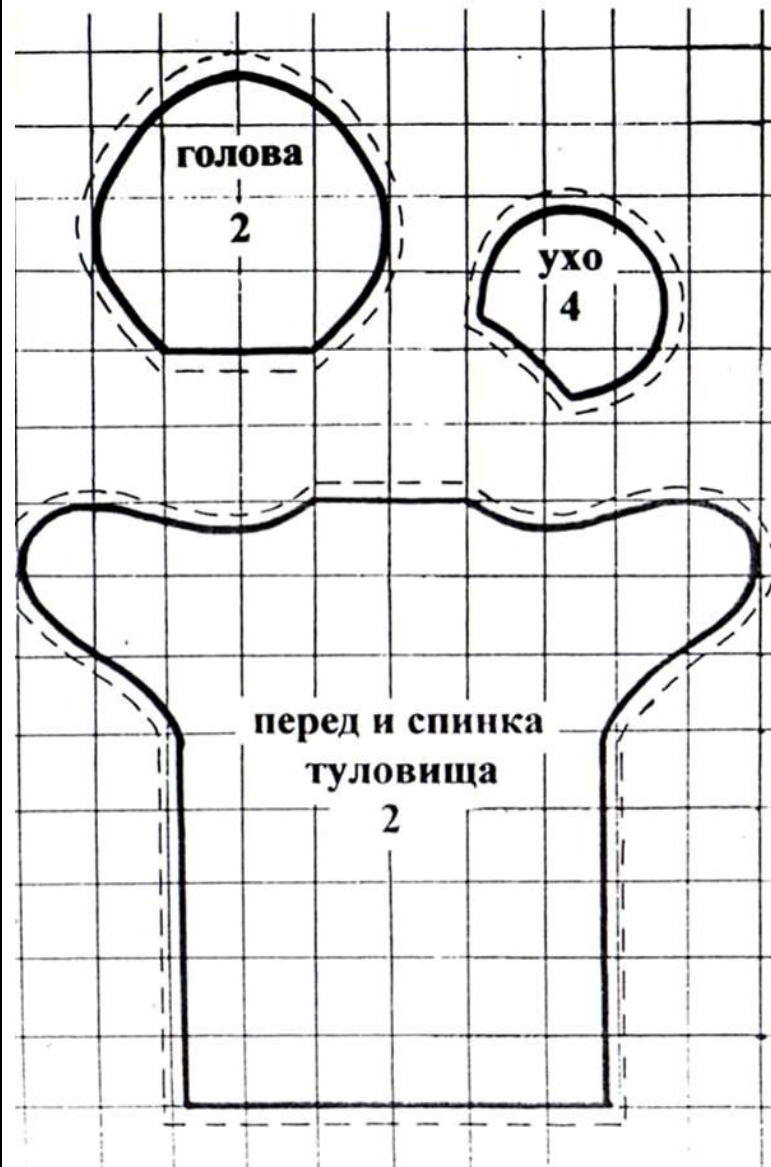 голова
2
ухо
4
перед и спинка
туловища
2